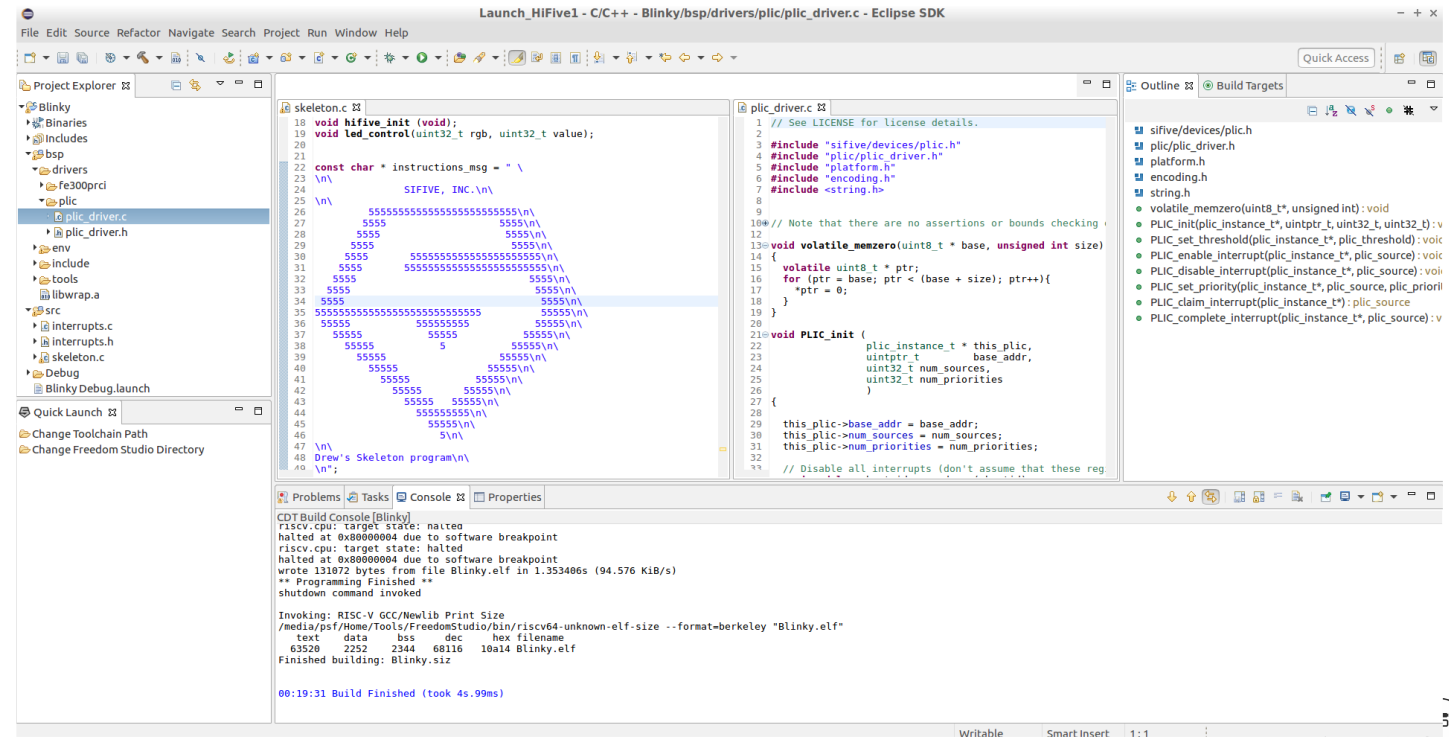 Launch_HiFive1 - C/C++ - Blinky/bsp/drivers/plic/plic_driver.c - Eclipse SDK
File Edit Source Refactor Navigate Search Project Run Window Help
Quick Access
Project Explorer
Blinky
Binaries
Includes
bsp
drivers
fe300prci
plic
plic_driver.c
plic_driver.h
env
include
tools
libwrap.a
src
interrupts.c
interrupts.h
skeleton.c
Debug
Blinky Debug.launch
Quick Launch
Change Toolchain Path
Change Freedom Studio Directory
skeleton.c
18 void hifive_init (void);
19 void led_control(uint32_t rgb, uint32_t value);
20
21
22 const char * instructions_msg = " \
23 \n\
24                SIFIVE, INC.\n\
25 \n\
26          5555555555555555555555555\n\
27         5555                   5555\n\
28        5555                     5555\n\
29       5555                       5555\n\
30      5555       5555555555555555555555\n\
31     5555       555555555555555555555555\n\
32    5555                             5555\n\
33   5555                               5555\n\
34  5555                                 5555\n\
35 5555555555555555555555555555          55555\n\
36  55555           555555555           55555\n\
37    55555           55555           55555\n\
38      55555           5           55555\n\
39        55555                   55555\n\
40          55555               55555\n\
41            55555           55555\n\
42              55555       55555\n\
43                55555   55555\n\
44                  555555555\n\
45                    55555\n\
46                      5\n\
47 \n\
48 Drew's Skeleton program\n\
49 \n";
plic_driver.c
1 // See LICENSE for license details.
2
3 #include "sifive/devices/plic.h"
4 #include "plic/plic_driver.h"
5 #include "platform.h"
6 #include "encoding.h"
7 #include <string.h>
8
9
10 // Note that there are no assertions or bounds checking
12
13 void volatile_memzero(uint8_t * base, unsigned int size)
14 {
15   volatile uint8_t * ptr;
16   for (ptr = base; ptr < (base + size); ptr++){
17     *ptr = 0;
18   }
19 }
20
21 void PLIC_init (
22                 plic_instance_t * this_plic,
23                 uintptr_t         base_addr,
24                 uint32_t num_sources,
25                 uint32_t num_priorities
26                 )
27 {
28
29   this_plic->base_addr = base_addr;
30   this_plic->num_sources = num_sources;
31   this_plic->num_priorities = num_priorities;
32
33   // Disable all interrupts (don't assume that these reg
Outline
Build Targets
sifive/devices/plic.h
plic/plic_driver.h
platform.h
encoding.h
string.h
volatile_memzero(uint8_t*, unsigned int) : void
PLIC_init(plic_instance_t*, uintptr_t, uint32_t, uint32_t) : v
PLIC_set_threshold(plic_instance_t*, plic_threshold) : void
PLIC_enable_interrupt(plic_instance_t*, plic_source) : void
PLIC_disable_interrupt(plic_instance_t*, plic_source) : void
PLIC_set_priority(plic_instance_t*, plic_source, plic_priorit
PLIC_claim_interrupt(plic_instance_t*) : plic_source
PLIC_complete_interrupt(plic_instance_t*, plic_source) : v
Problems Tasks Console Properties
CDT Build Console [Blinky]
riscv.cpu: target state: halted
halted at 0x80000004 due to software breakpoint
riscv.cpu: target state: halted
halted at 0x80000004 due to software breakpoint
wrote 131072 bytes from file Blinky.elf in 1.353406s (94.576 KiB/s)
** Programming Finished **
shutdown command invoked
Invoking: RISC-V GCC/Newlib Print Size
/media/psf/Home/Tools/FreedomStudio/bin/riscv64-unknown-elf-size --format=berkeley "Blinky.elf"
text data bss dec hex filename
63520 2252 2344 68116 10a14 Blinky.elf
Finished building: Blinky.siz
00:19:31 Build Finished (took 4s.99ms)
Writable Smart Insert 1 : 1